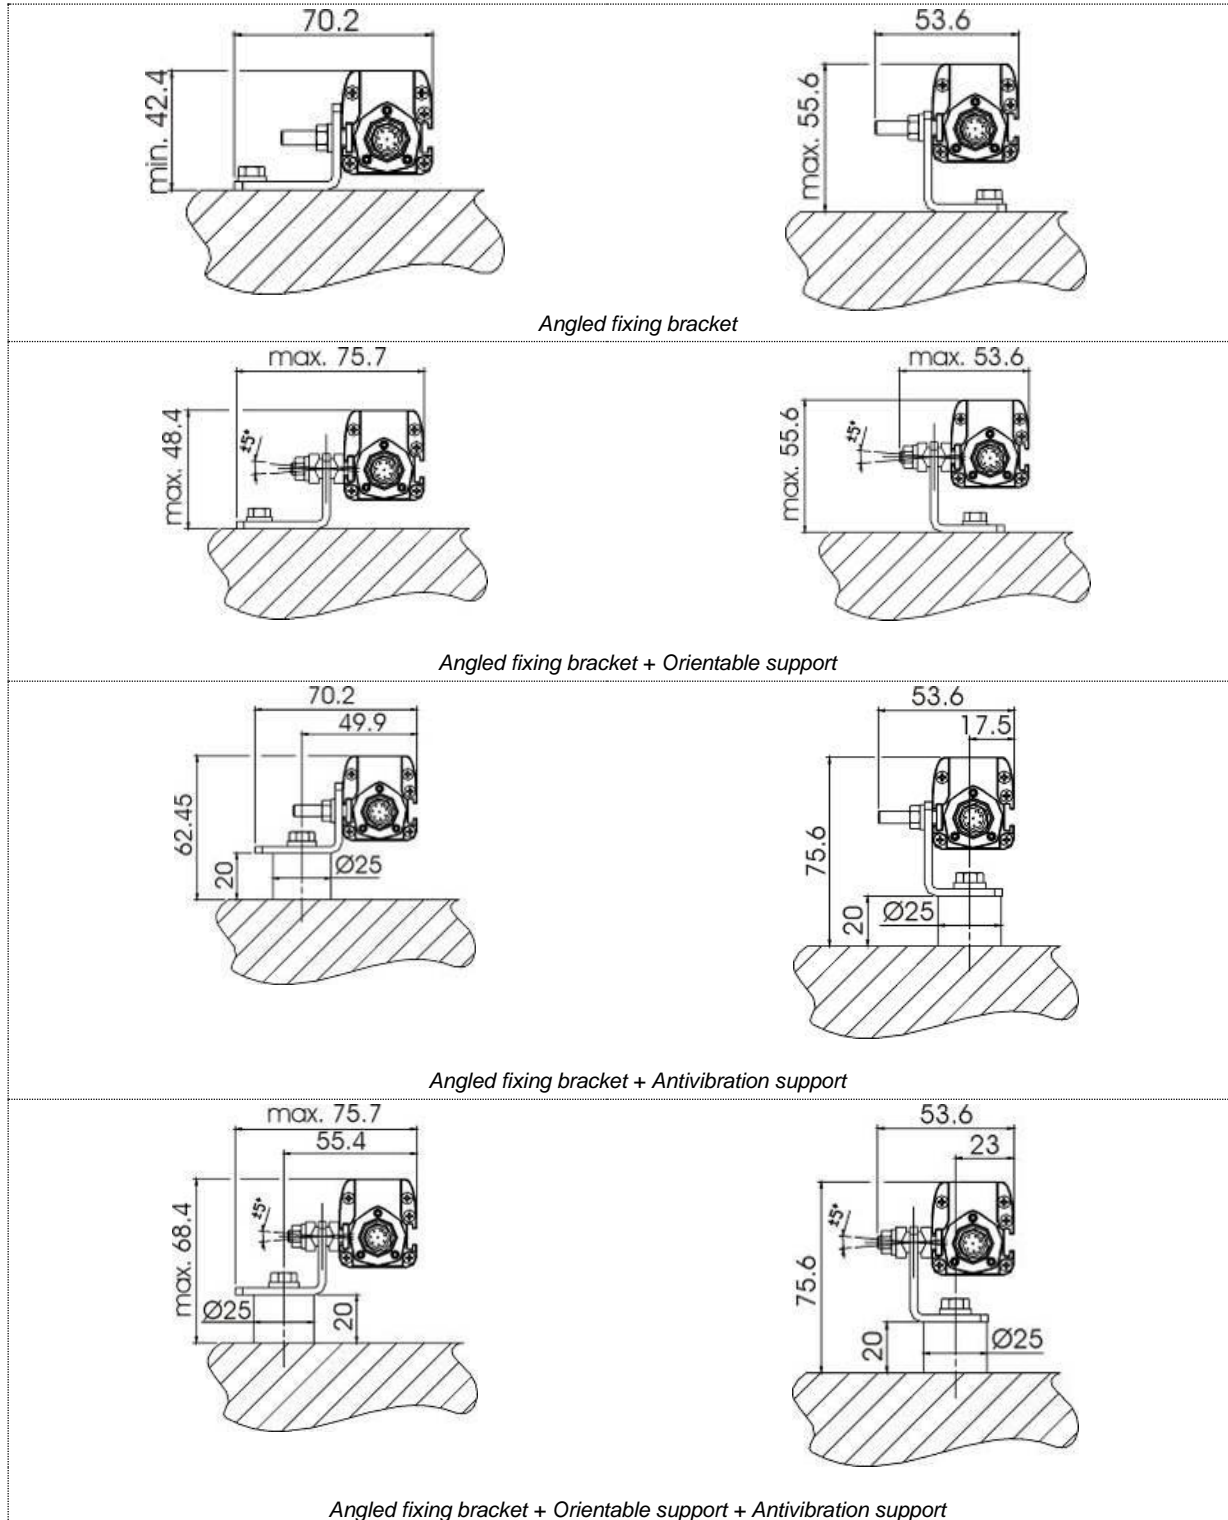 70.2
53.6
min. 42.4
max. 55.6
Angled fixing bracket
max. 75.7
max. 53.6
max. 48.4
±5°
max. 55.6
±5°
Angled fixing bracket + Orientable support
70.2
49.9
62.45
20
Ø25
53.6
17.5
75.6
20
Ø25
Angled fixing bracket + Antivibration support
max. 75.7
55.4
max. 68.4
±5°
Ø25
20
53.6
23
±5°
75.6
20
Ø25
Angled fixing bracket + Orientable support + Antivibration support